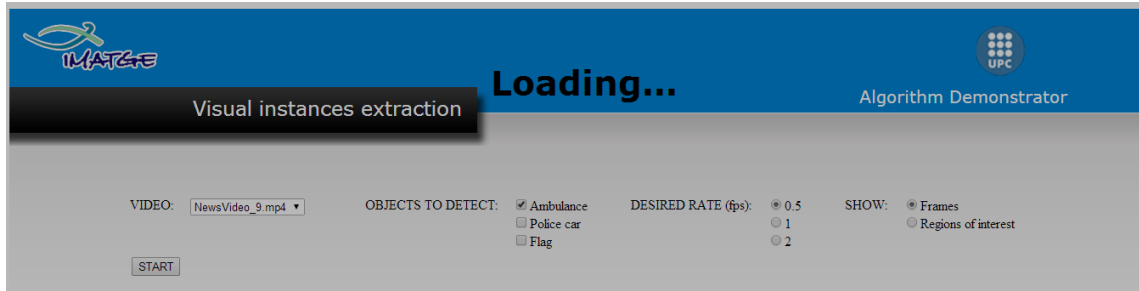 IMATGE
UPC
Loading...
Visual instances extraction
Algorithm Demonstrator
VIDEO: NewsVideo_9.mp4 OBJECTS TO DETECT: Ambulance DESIRED RATE (fps): 0.5 SHOW: Frames
Police car 1 Regions of interest
Flag 2
START